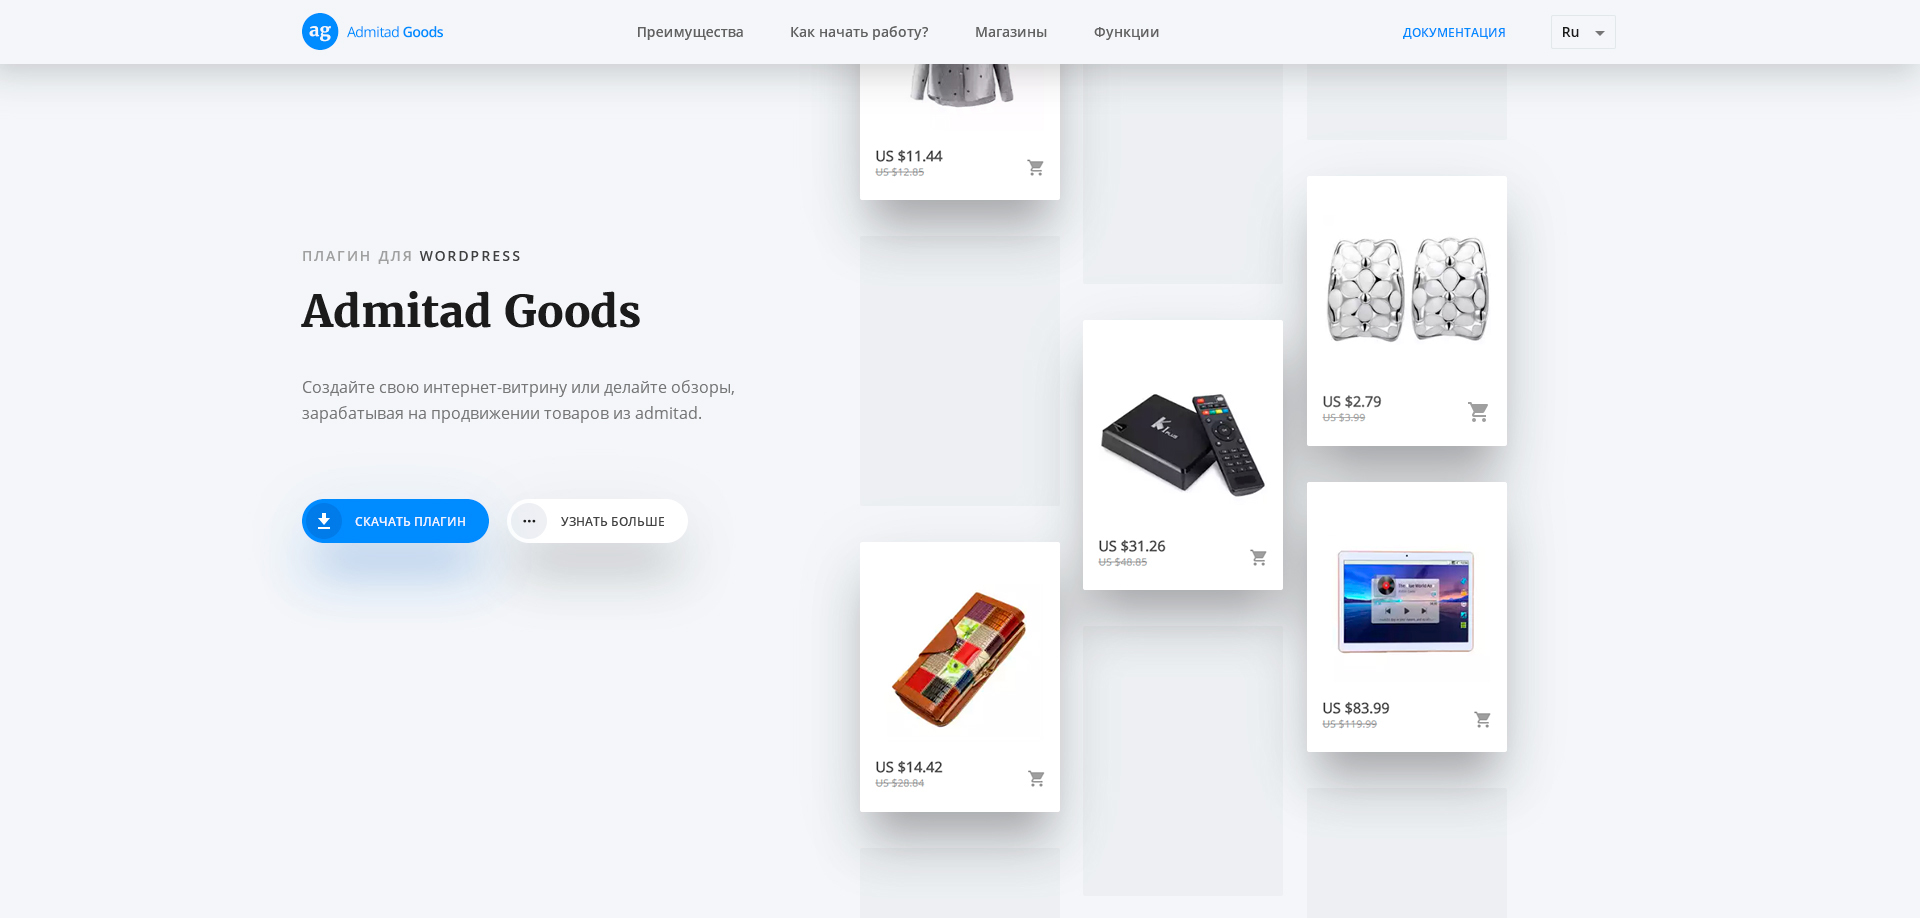 ag Admitad Goods
Преимущества
Как начать работу?
Магазины
Функции
ДОКУМЕНТАЦИЯ
Ru
ПЛАГИН ДЛЯ WORDPRESS
Admitad Goods
Создайте свою интернет-витрину или делайте обзоры,
зарабатывая на продвижении товаров из admitad.
СКАЧАТЬ ПЛАГИН
УЗНАТЬ БОЛЬШЕ
US $11.44
US $12.85
US $14.42
US $28.84
US $31.26
US $48.85
US $2.79
US $3.99
US $83.99
US $119.99